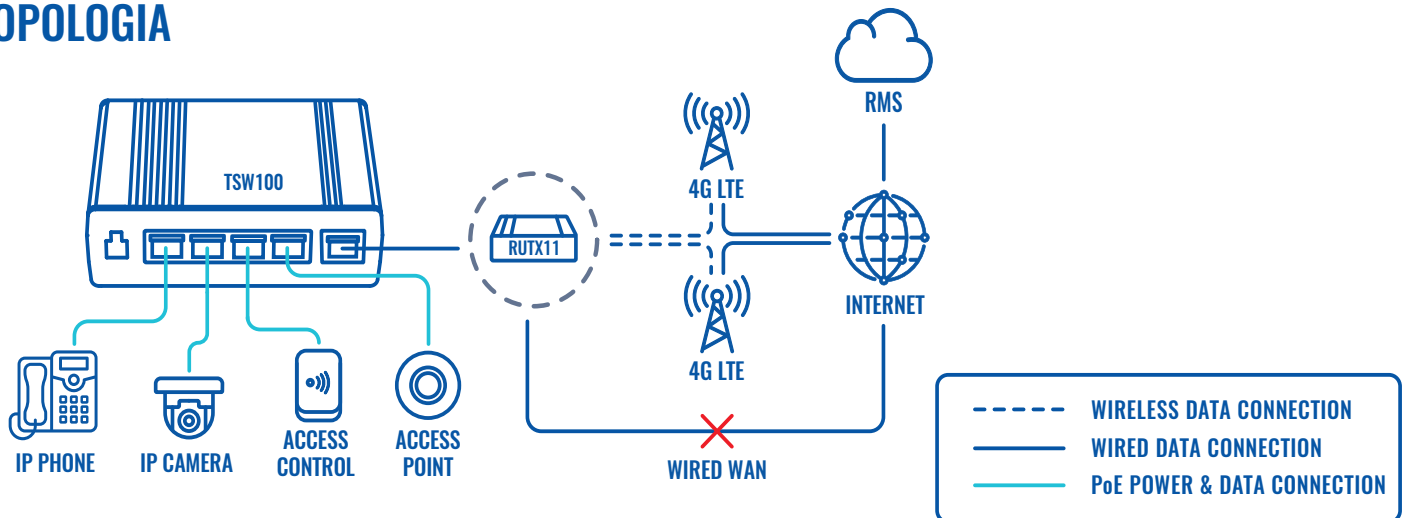 OPOLOGIA
RMS
TSW100
4G LTE
RUTX11
INTERNET
4G LTE
IP PHONE
IP CAMERA
ACCESS
CONTROL
ACCESS
POINT
WIRED WAN
WIRELESS DATA CONNECTION
WIRED DATA CONNECTION
PoE POWER & DATA CONNECTION